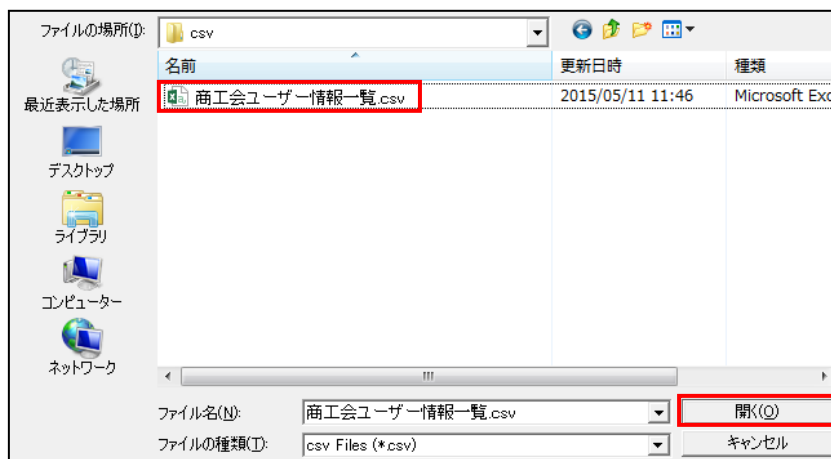 ファイルの場所(I):
csv
名前
更新日時
種類
商工会ユーザー情報一覧.csv
2015/05/11 11:46
Microsoft Exc
最近表示した場所
デスクトップ
ライブラリ
コンピューター
ネットワーク
ファイル名(N):
商工会ユーザー情報一覧.csv
開く(O)
ファイルの種類(T):
csv Files (*.csv)
キャンセル